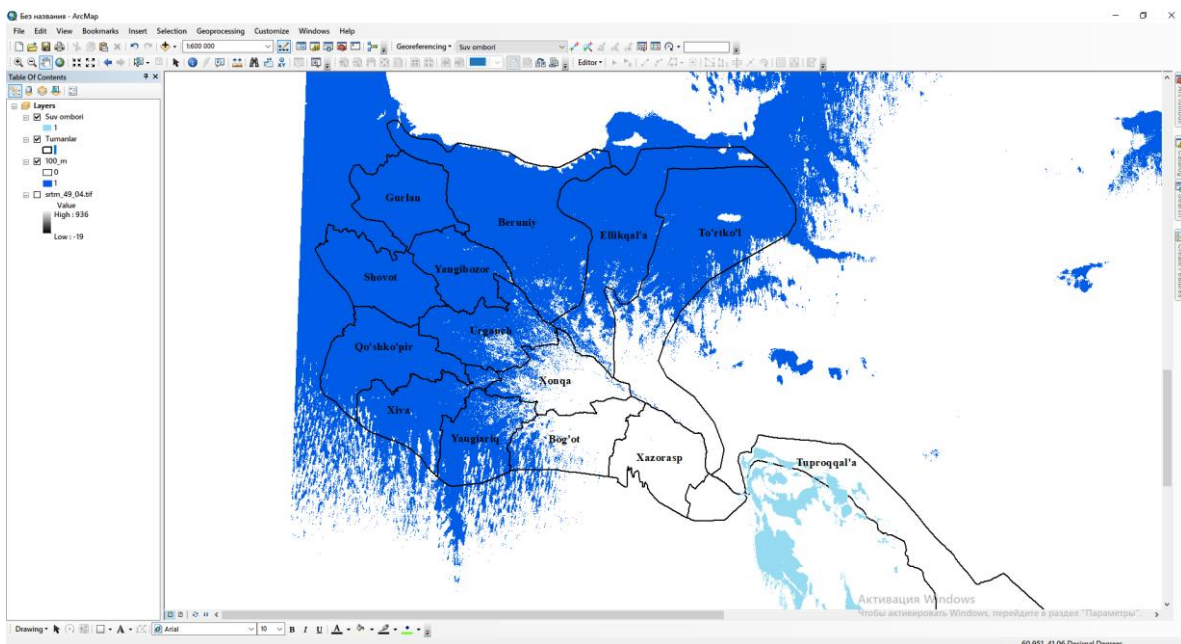 Без названия - ArcMap
File Edit View Bookmarks Insert Selection Geoprocessing Customize Windows Help
1:600 000
Georeferencing
Suv ombori
Editor
Table Of Contents
Layers
Suv ombori
1
Tumanlar
100_m
0
1
srtm_49_04.tif
Value
High : 936
Low : -19
Gurlan
Beruniy
Ellikqal'a
To'rtko'l
Shovot
Yangibozor
Urganch
Qo'shko'pir
Xonqa
Xiva
Yangiariq
Bog'ot
Xazorasp
Tuproqqal'a
Активация Windows
Чтобы активировать Windows, перейдите в раздел "Параметры".
Drawing
Arial
10
B I U A
60,951 41,06 Decimal Degrees